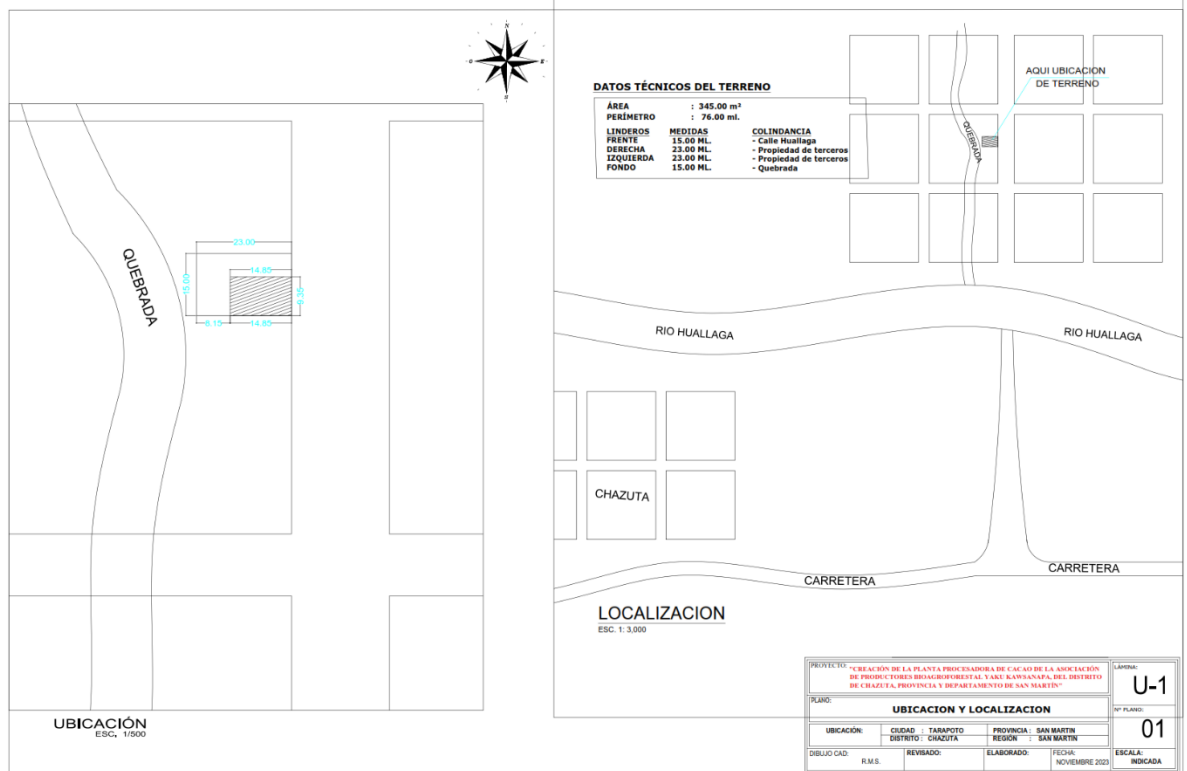 N
O
E
S
DATOS TÉCNICOS DEL TERRENO
ÁREA : 345.00 m²
PERÍMETRO : 76.00 ml.
LINDEROS MEDIDAS COLINDANCIA
FRENTE 15.00 ML. - Calle Huallaga
DERECHA 23.00 ML. - Propiedad de terceros
IZQUIERDA 23.00 ML. - Propiedad de terceros
FONDO 15.00 ML. - Quebrada
AQUI UBICACION
DE TERRENO
QUEBRADA
QUEBRADA
23.00
14.85
15.00
9.35
8.15
14.85
RIO HUALLAGA
RIO HUALLAGA
CHAZUTA
CARRETERA
CARRETERA
LOCALIZACION
ESC. 1: 3,000
UBICACIÓN
ESC, 1/500
PROYECTO: "CREACIÓN DE LA PLANTA PROCESADORA DE CACAO DE LA ASOCIACIÓN
DE PRODUCTORES BIOAGROFORESTAL YAKU KAWSANAPA, DEL DISTRITO
DE CHAZUTA, PROVINCIA Y DEPARTAMENTO DE SAN MARTÍN"
LÁMINA:
U-1
PLANO:
UBICACION Y LOCALIZACION
Nº PLANO:
01
UBICACIÓN: CIUDAD : TARAPOTO PROVINCIA : SAN MARTIN
DISTRITO : CHAZUTA REGIÓN : SAN MARTIN
DIBUJO CAD: R.M.S.
REVISADO:
ELABORADO:
FECHA: NOVIEMBRE 2023
ESCALA: INDICADA